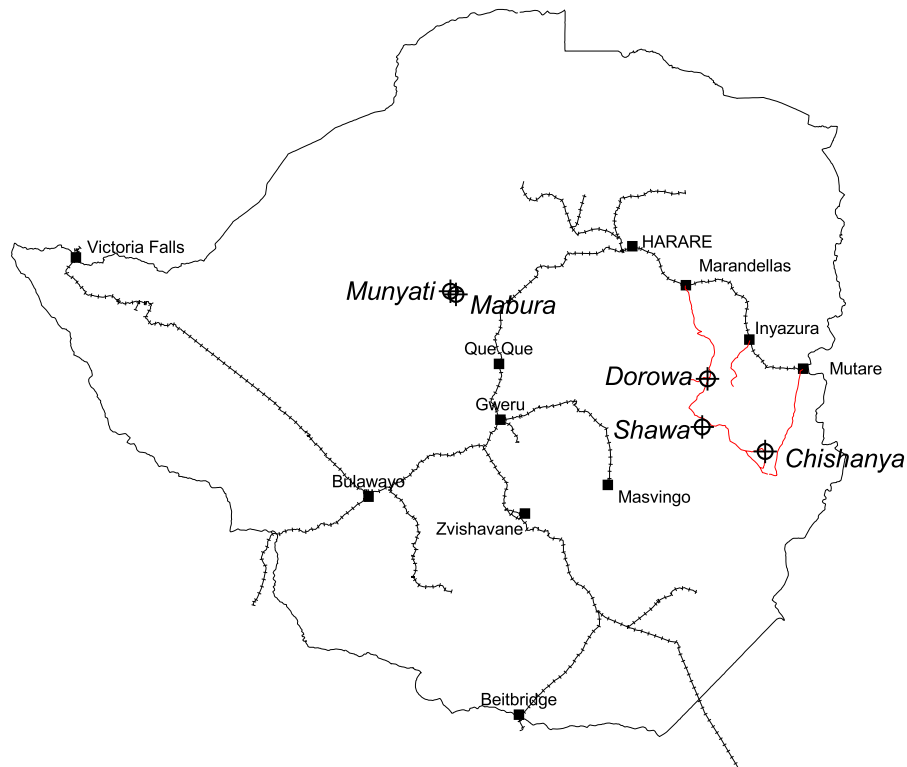 HARARE
Victoria Falls
Marandellas
Munyati
Mabura
Inyazura
Que Que
Mutare
Dorowa
Gweru
Shawa
Chishanya
Bulawayo
Masvingo
Zvishavane
Beitbridge